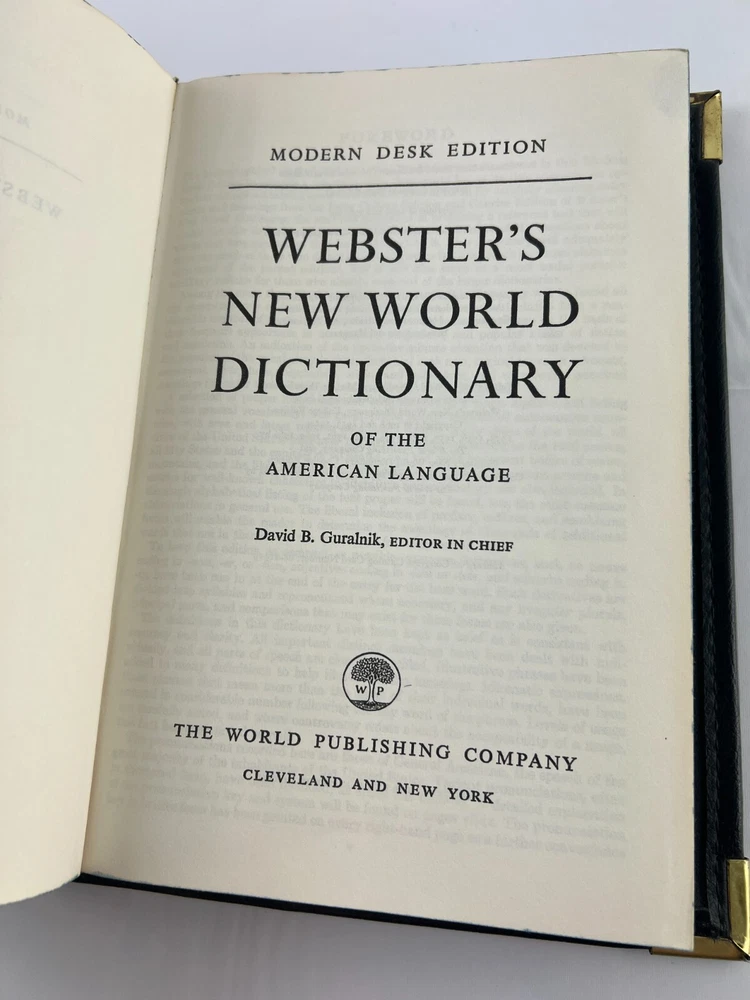 MODERN DESK EDITION
WEBSTER'S
NEW WORLD
DICTIONARY
OF THE
AMERICAN LANGUAGE
David B. Guralnik, EDITOR IN CHIEF
W P
THE WORLD PUBLISHING COMPANY
CLEVELAND AND NEW YORK